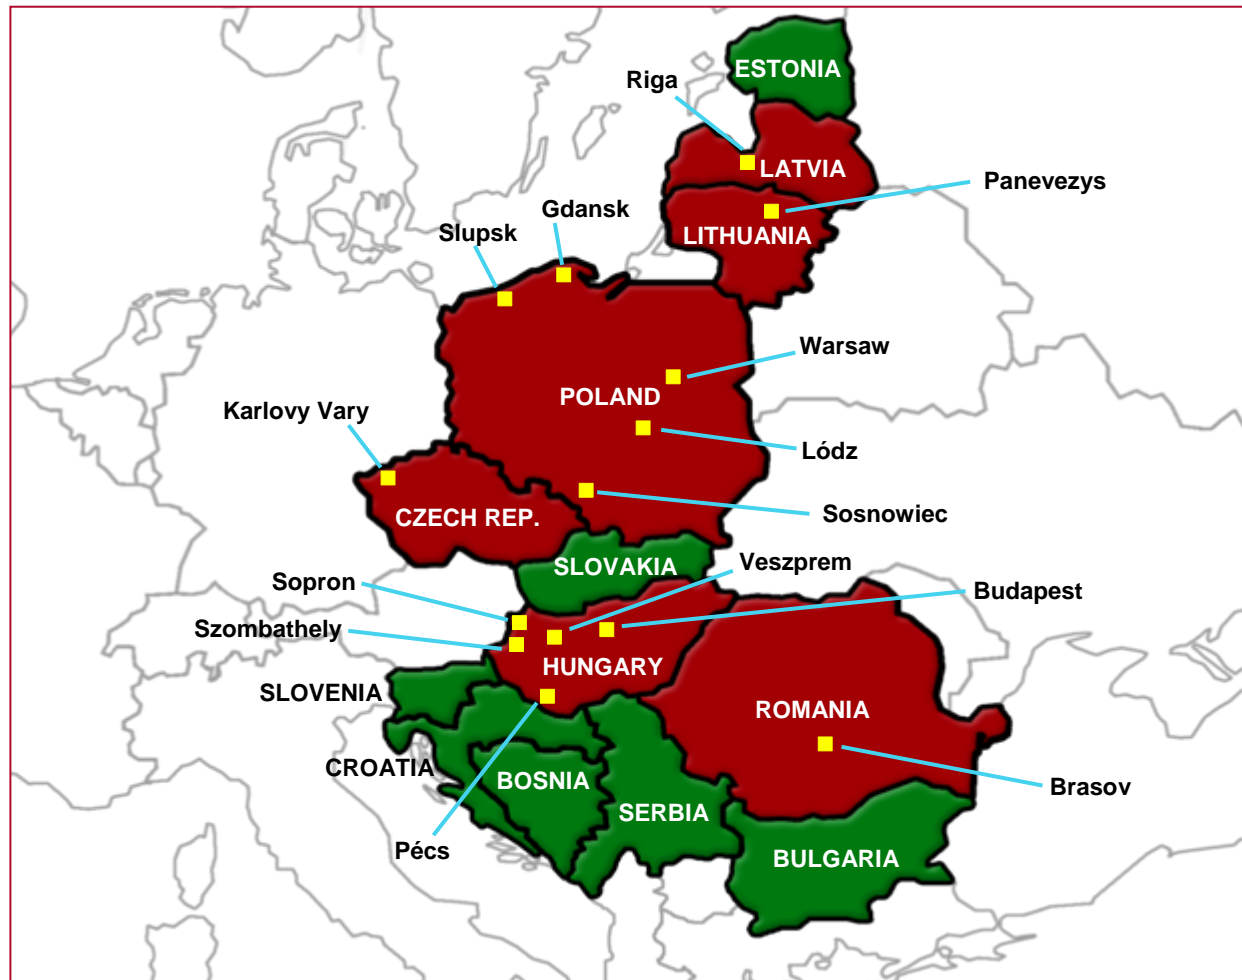 ESTONIA
Riga
LATVIA
Panevezys
Gdansk
Slupsk
LITHUANIA
Warsaw
POLAND
Karlovy Vary
Lódz
CZECH REP.
Sosnowiec
SLOVAKIA
Veszprem
Sopron
Budapest
Szombathely
HUNGARY
SLOVENIA
ROMANIA
CROATIA
BOSNIA
Brasov
SERBIA
Pécs
BULGARIA